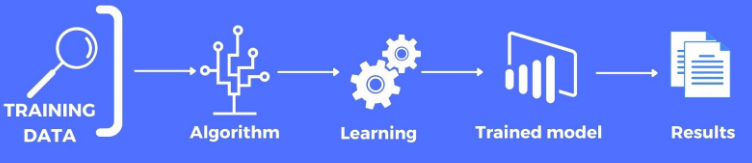 TRAINING
DATA
Algorithm
Learning
Trained model
Results